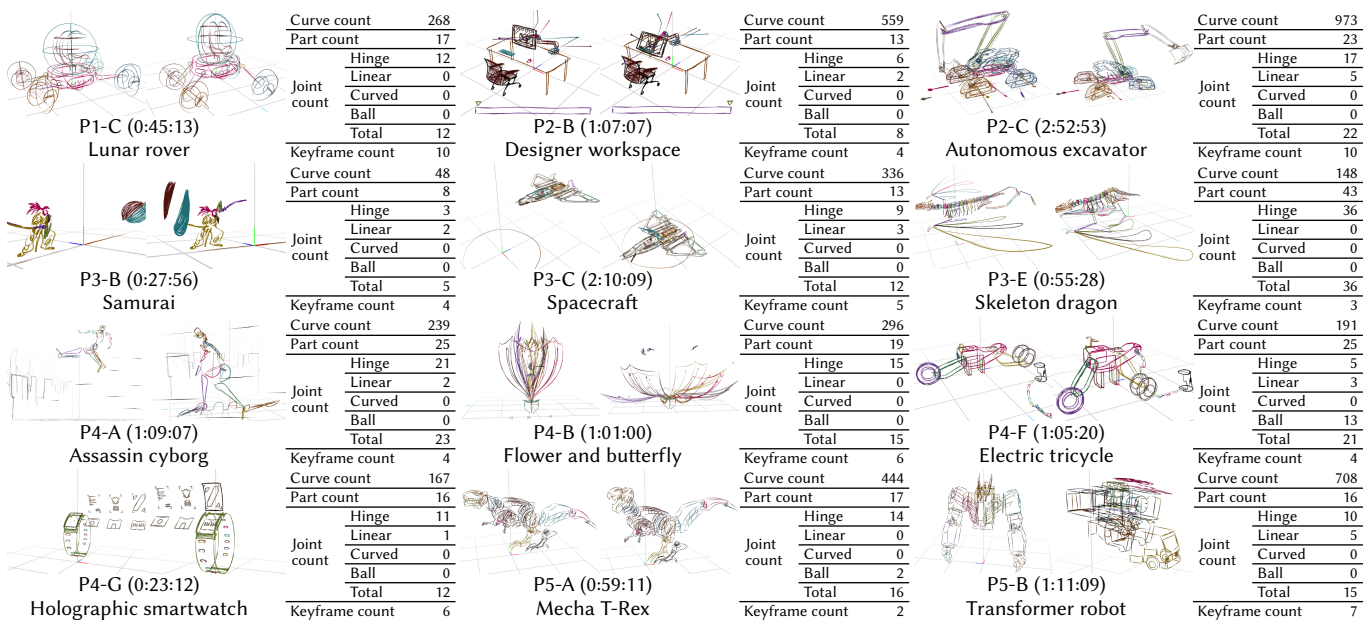 P1-C (0:45:13)
Lunar rover
Curve count 268
Part count 17
Joint count
Hinge 12
Linear 0
Curved 0
Ball 0
Total 12
Keyframe count 10
P2-B (1:07:07)
Designer workspace
Curve count 559
Part count 13
Joint count
Hinge 6
Linear 2
Curved 0
Ball 0
Total 8
Keyframe count 4
P2-C (2:52:53)
Autonomous excavator
Curve count 973
Part count 23
Joint count
Hinge 17
Linear 5
Curved 0
Ball 0
Total 22
Keyframe count 10
P3-B (0:27:56)
Samurai
Curve count 48
Part count 8
Joint count
Hinge 3
Linear 2
Curved 0
Ball 0
Total 5
Keyframe count 4
P3-C (2:10:09)
Spacecraft
Curve count 336
Part count 13
Joint count
Hinge 9
Linear 3
Curved 0
Ball 0
Total 12
Keyframe count 5
P3-E (0:55:28)
Skeleton dragon
Curve count 148
Part count 43
Joint count
Hinge 36
Linear 0
Curved 0
Ball 0
Total 36
Keyframe count 3
P4-A (1:09:07)
Assassin cyborg
Curve count 239
Part count 25
Joint count
Hinge 21
Linear 2
Curved 0
Ball 0
Total 23
Keyframe count 4
P4-B (1:01:00)
Flower and butterfly
Curve count 296
Part count 19
Joint count
Hinge 15
Linear 0
Curved 0
Ball 0
Total 15
Keyframe count 6
P4-F (1:05:20)
Electric tricycle
Curve count 191
Part count 25
Joint count
Hinge 5
Linear 3
Curved 0
Ball 13
Total 21
Keyframe count 4
P4-G (0:23:12)
Holographic smartwatch
Curve count 167
Part count 16
Joint count
Hinge 11
Linear 1
Curved 0
Ball 0
Total 12
Keyframe count 6
P5-A (0:59:11)
Mecha T-Rex
Curve count 444
Part count 17
Joint count
Hinge 14
Linear 0
Curved 0
Ball 2
Total 16
Keyframe count 2
P5-B (1:11:09)
Transformer robot
Curve count 708
Part count 16
Joint count
Hinge 10
Linear 5
Curved 0
Ball 0
Total 15
Keyframe count 7